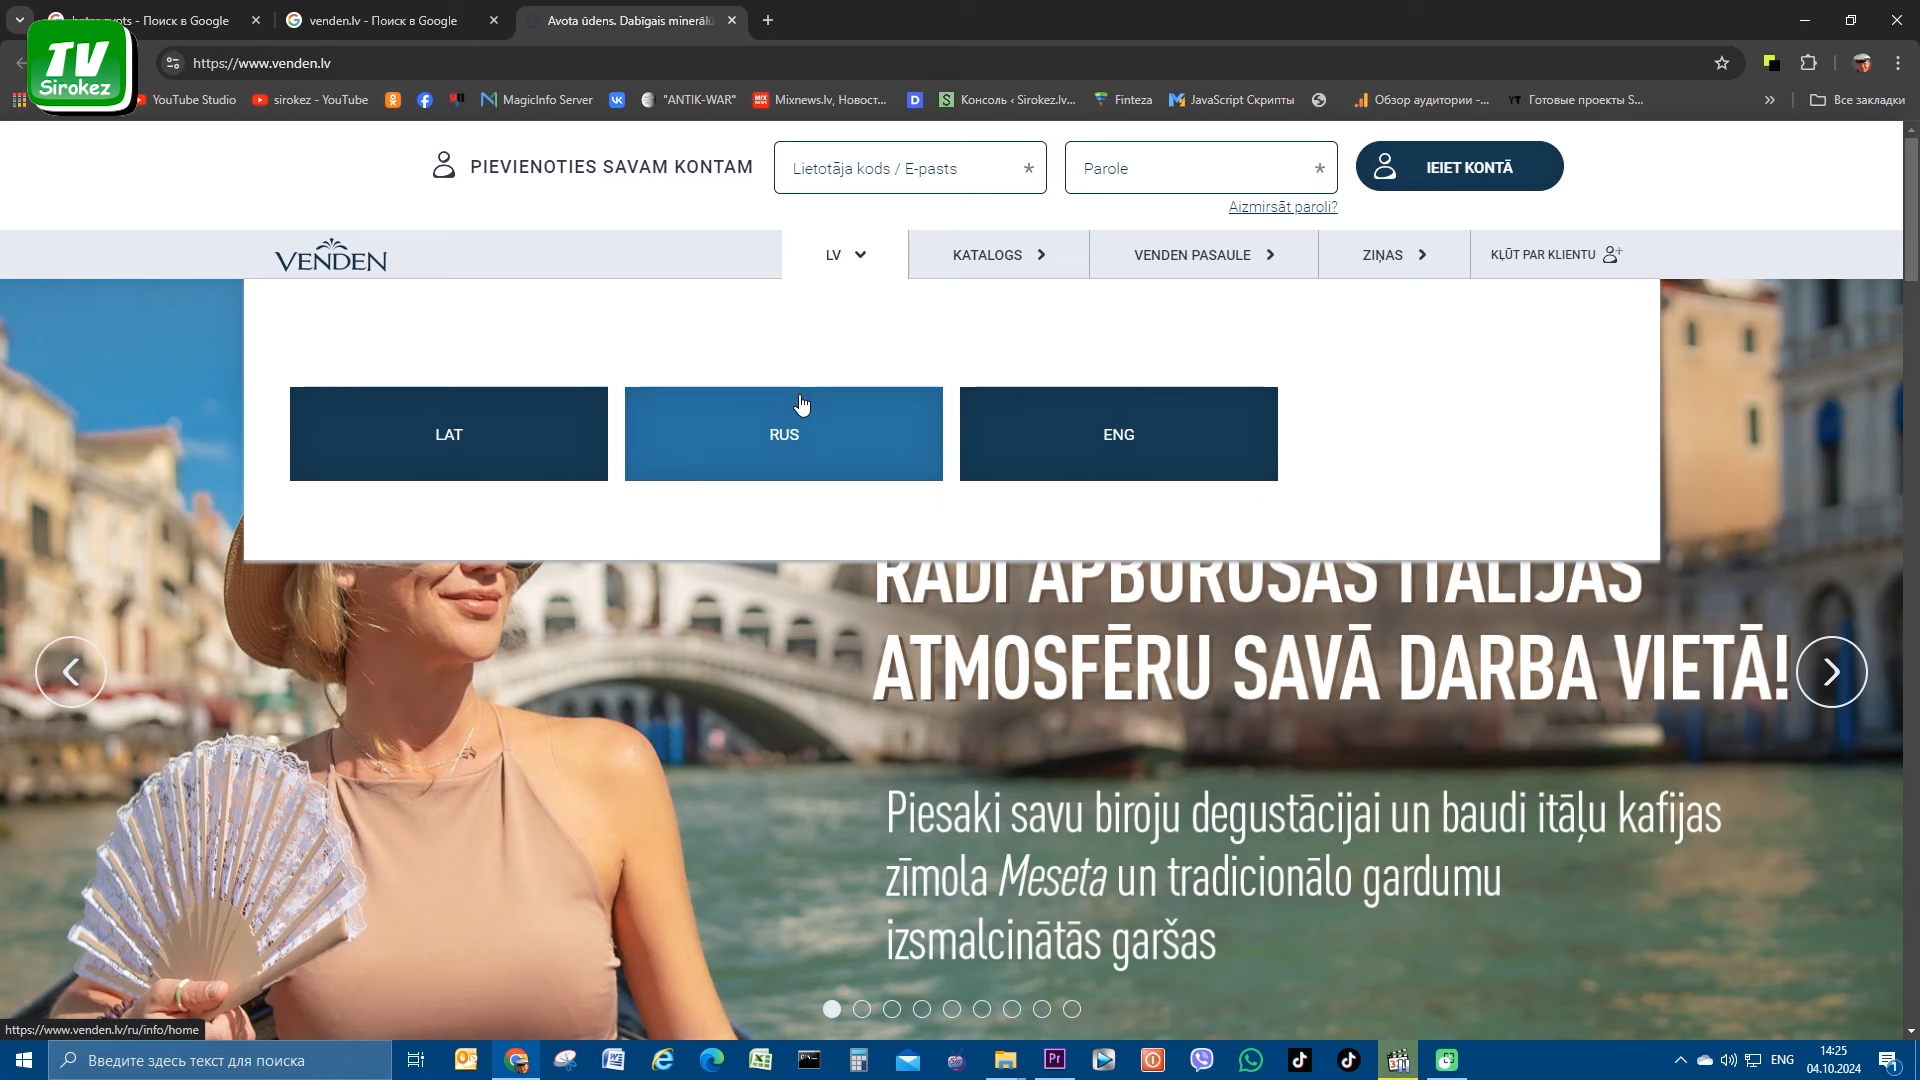 - Поиск в Google
venden.lv - Поиск в Google
Avota ūdens. Dabīgais minerālū
TV
Sirokez
https://www.venden.lv
YouTube Studio
sirokez - YouTube
MagicInfo Server
"ANTIK-WAR"
Mixnews.lv, Новост...
Консоль ‹ Sirokez.lv...
Finteza
JavaScript Скрипты
Обзор аудитории -...
Готовые проекты S...
Все закладки
PIEVIENOTIES SAVAM KONTAM
Lietotāja kods / E-pasts *
Parole *
IEIET KONTĀ
Aizmirsāt paroli?
VENDEN
LV
KATALOGS
VENDEN PASAULE
ZIŅAS
KĻŪT PAR KLIENTU
LAT
RUS
ENG
RADI APBUROŠAS ITĀLIJAS
ATMOSFĒRU SAVĀ DARBA VIETĀ!
Piesaki savu biroju degustācijai un baudi itāļu kafijas
zīmola Meseta un tradicionālo gardumu
izsmalcinātās garšas
https://www.venden.lv/ru/info/home
Введите здесь текст для поиска
ENG
14:25
04.10.2024